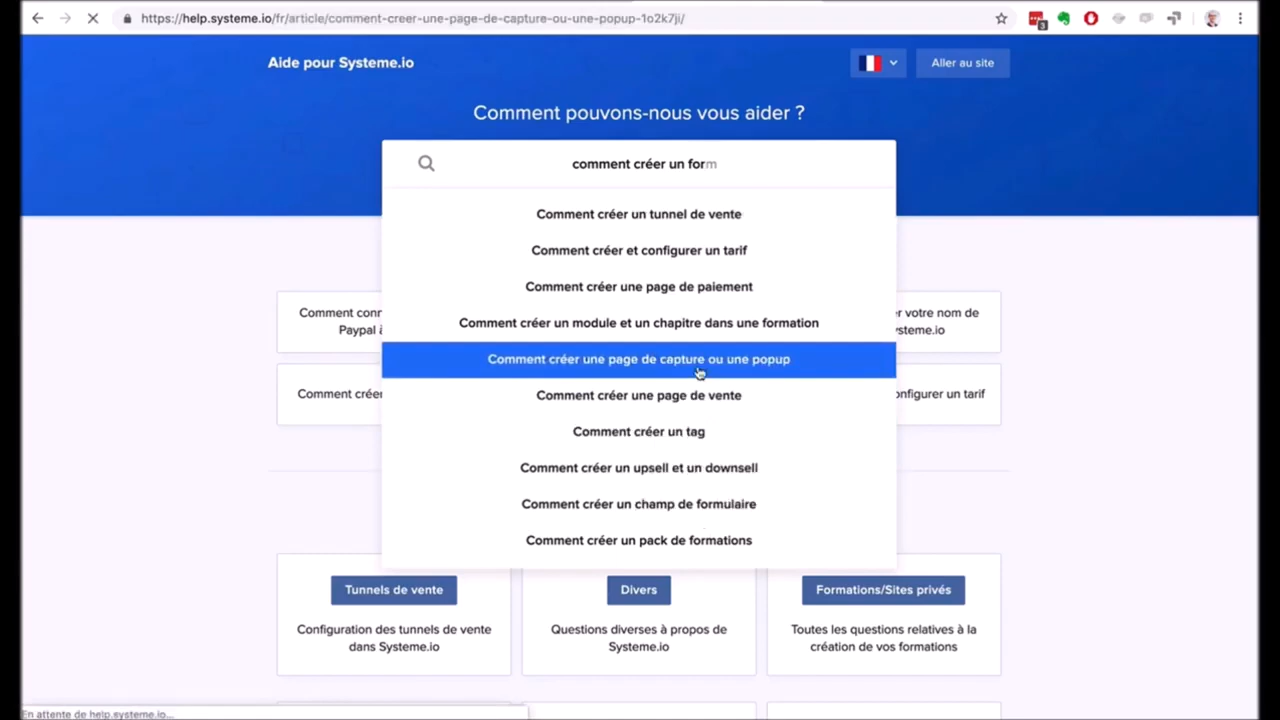 https://help.systeme.io/fr/article/comment-creer-une-page-de-capture-ou-une-popup-1o2k7ji/
3
Aide pour Systeme.io
Aller au site
Comment pouvons-nous vous aider ?
comment créer un form
Comment créer un tunnel de vente
Comment créer et configurer un tarif
Comment créer une page de paiement
Comment créer un module et un chapitre dans une formation
Comment créer une page de capture ou une popup
Comment créer une page de vente
Comment créer un tag
Comment créer un upsell et un downsell
Comment créer un champ de formulaire
Comment créer un pack de formations
Comment conn
Paypal à
r votre nom de
ysteme.io
Comment créer
onfigurer un tarif
Tunnels de vente
Configuration des tunnels de vente
dans Systeme.io
Divers
Questions diverses à propos de
Systeme.io
Formations/Sites privés
Toutes les questions relatives à la
création de vos formations
En attente de help.systeme.io...